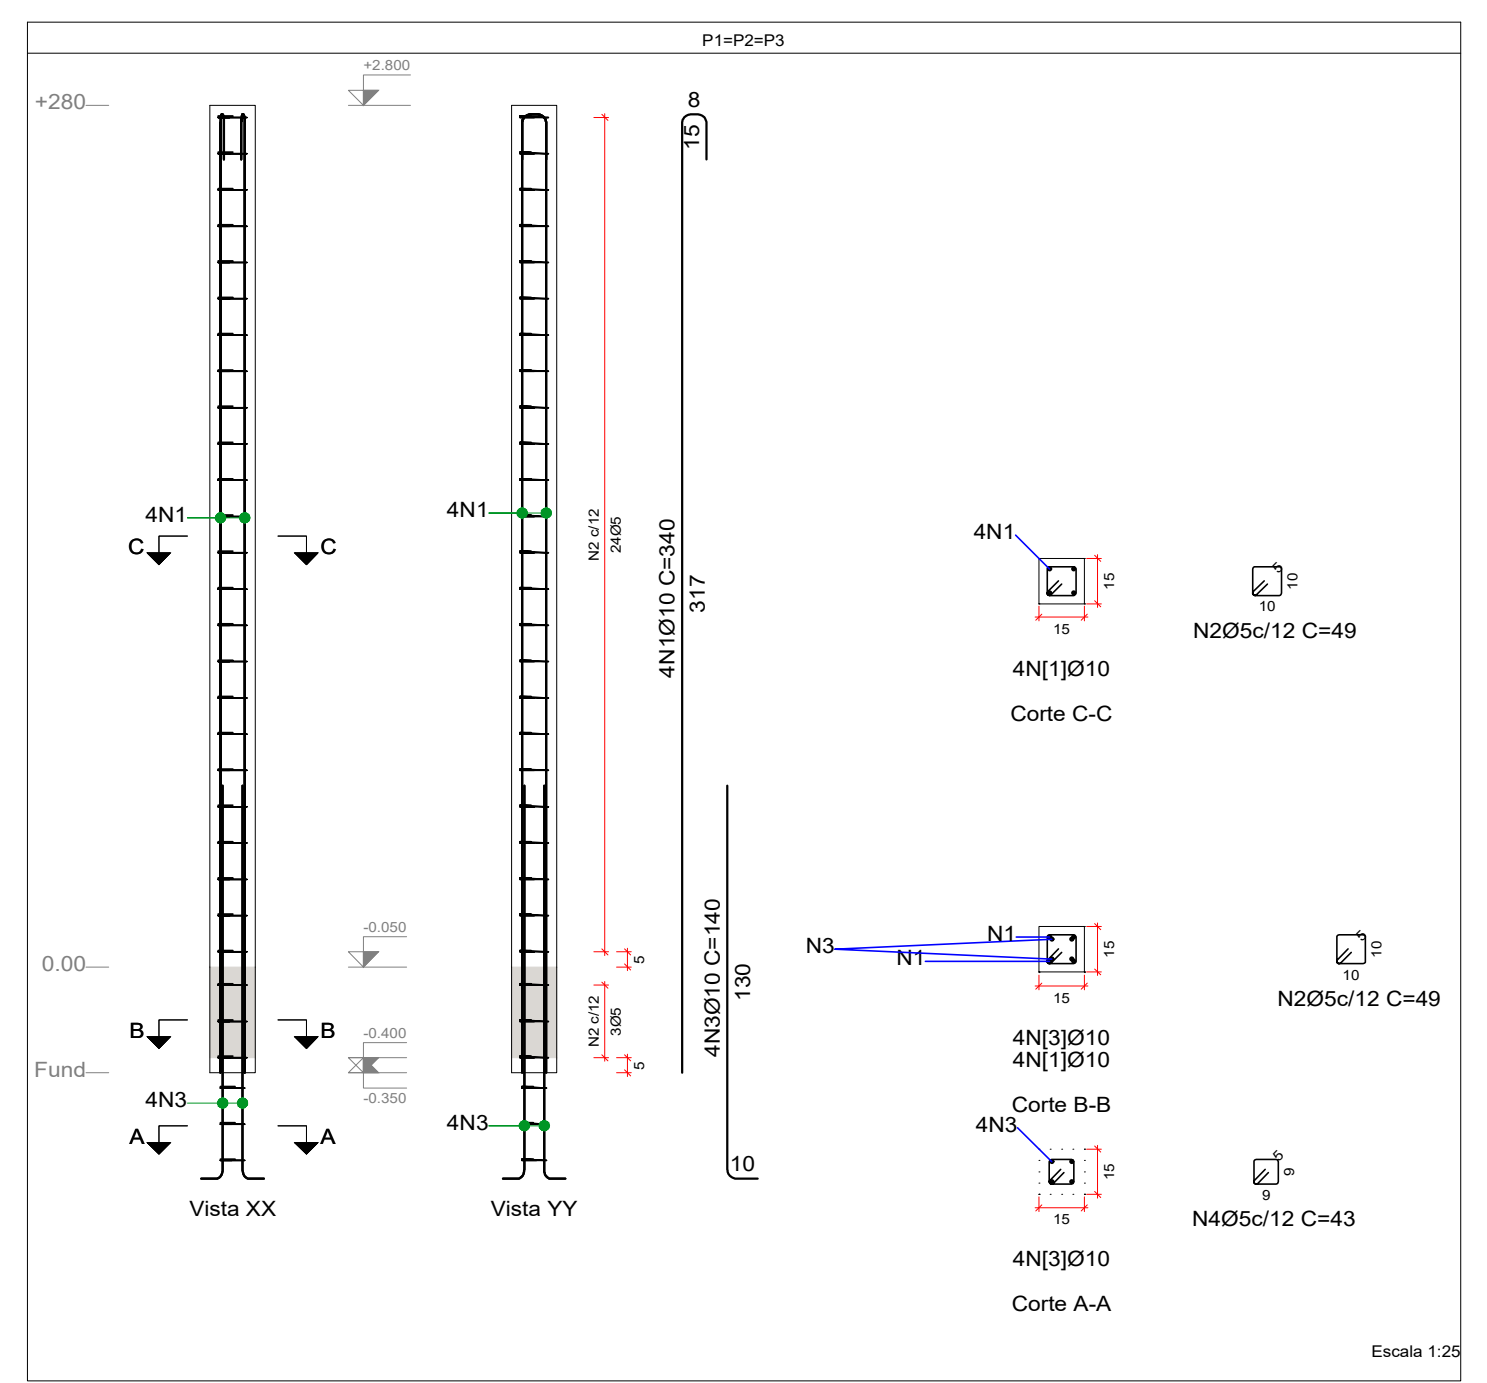 P1=P2=P3
+2.800
+280
8
15
4N1
4N1
C
C
N2 c/12
24Ø5
4N1Ø10 C=340
317
4N1
15
15
4N[1]Ø10
Corte C-C
5
10
10
N2Ø5c/12 C=49
-0.050
0.00
5
N2 c/12
3Ø5
B
B
-0.400
Fund
-0.350
5
4N3Ø10 C=140
130
10
N3
N1
N1
15
15
4N[3]Ø10
4N[1]Ø10
Corte B-B
5
10
10
N2Ø5c/12 C=49
4N3
4N3
A
A
Vista XX
Vista YY
4N3
15
15
4N[3]Ø10
Corte A-A
5
9
9
N4Ø5c/12 C=43
Escala 1:25